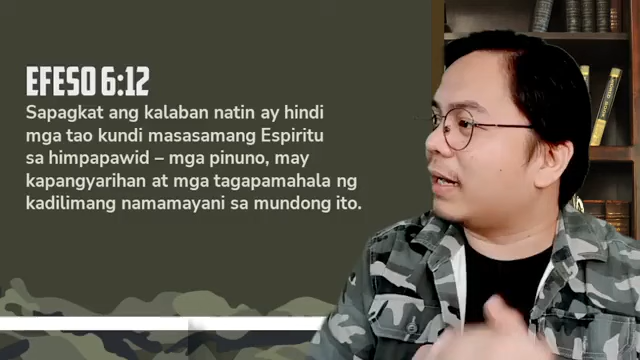 EFESO 6:12
Sapagkat ang kalaban natin ay hindi
mga tao kundi masasamang Espiritu
sa himpapawid – mga pinuno, may
kapangyarihan at mga tagapamahala ng
kadilimang namamayani sa mundong ito.